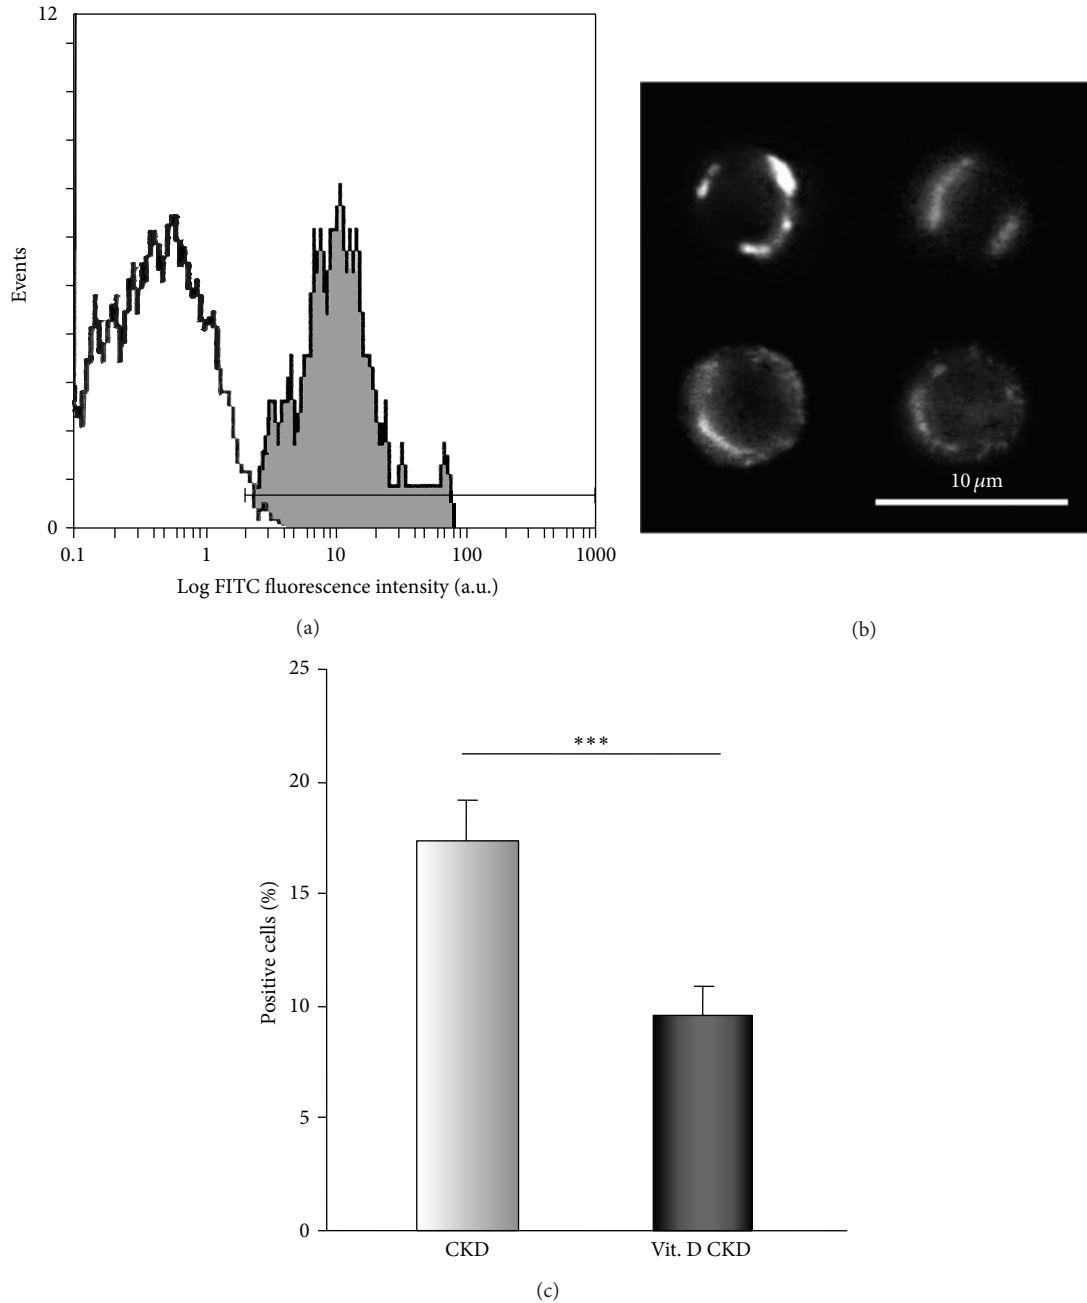 12
Events
0
0.1 1 10 100 1000
Log FITC fluorescence intensity (a.u.)
(a)
10 μm
(b)
25
***
20
15
Positive cells (%)
10
5
0
CKD Vit. D CKD
(c)